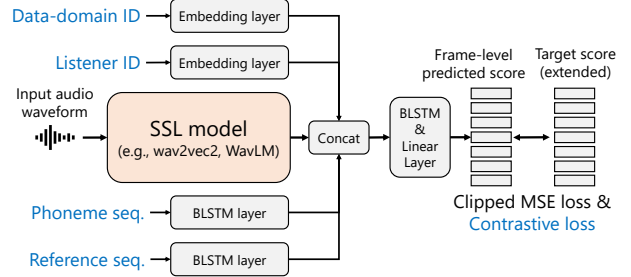 Data-domain ID
Embedding layer
Listener ID
Embedding layer
Input audio
waveform
SSL model
(e.g., wav2vec2, WavLM)
Concat
BLSTM
&
Linear
Layer
Frame-level
predicted score
Target score
(extended)
Clipped MSE loss &
Contrastive loss
Phoneme seq.
BLSTM layer
Reference seq.
BLSTM layer